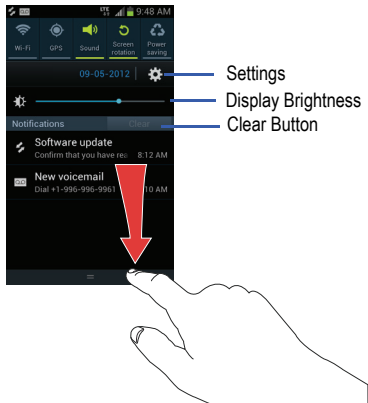 LTE 9:48 AM
Wi-Fi GPS Sound Screen rotation Power saving
09-05-2012
Settings
Display Brightness
Notifications Clear
Clear Button
Software update
Confirm that you have rea 8:12 AM
New voicemail
Dial +1-996-996-9961 10 AM